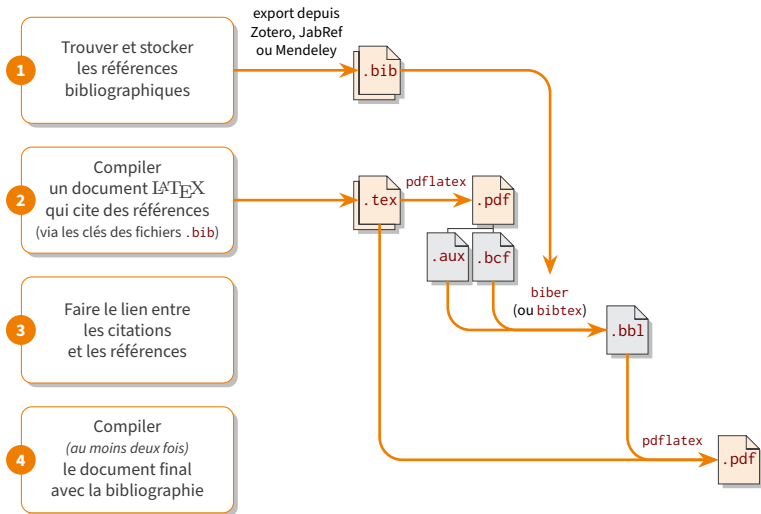 export depuis
Zotero, JabRef
ou Mendeley
1
Trouver et stocker
les références
bibliographiques
.bib
2
Compiler
un document LATEX
qui cite des références
(via les clés des fichiers .bib)
.tex
pdflatex
.pdf
.aux
.bcf
3
Faire le lien entre
les citations
et les références
biber
(ou bibtex)
.bbl
4
Compiler
(au moins deux fois)
le document final
avec la bibliographie
pdflatex
.pdf